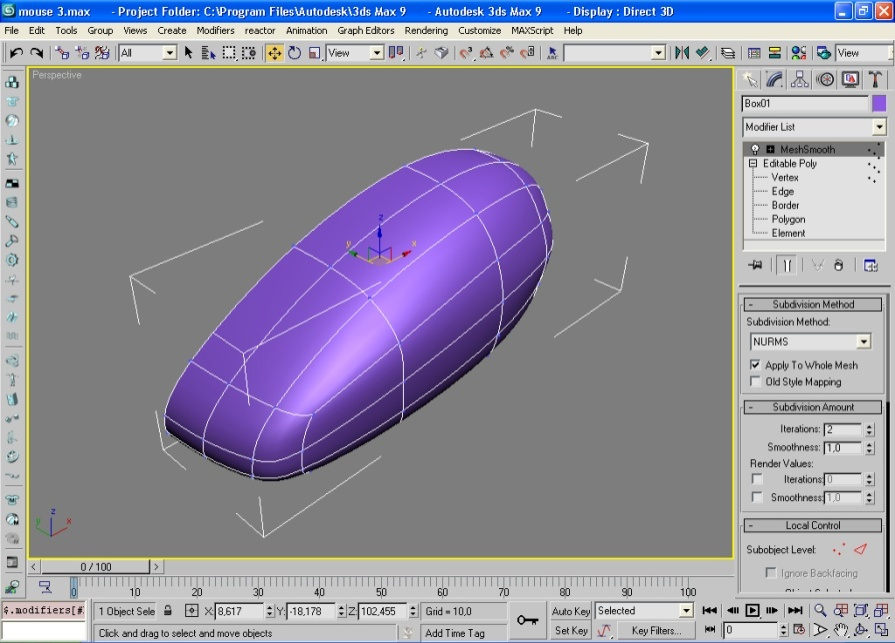 mouse 3.max - Project Folder: C:\Program Files\Autodesk\3ds Max 9 - Autodesk 3ds Max 9 - Display : Direct 3D
File Edit Tools Group Views Create Modifiers reactor Animation Graph Editors Rendering Customize MAXScript Help
All View View
Perspective
Box01
Modifier List
MeshSmooth
Editable Poly
Vertex
Edge
Border
Polygon
Element
z
y x
- Subdivision Method
Subdivision Method:
NURMS
Apply To Whole Mesh
Old Style Mapping
- Subdivision Amount
Iterations: 2
Smoothness: 1,0
Render Values:
Iterations: 0
Smoothness: 1,0
- Local Control
Subobject Level:
Ignore Backfacing
z
y x
< 0 / 100 >
0 10 20 30 40 50 60 70 80 90 100
1 Object Sele X: 8,617 Y: -18,178 Z: 102,455 Grid = 10,0 Auto Key Selected
Click and drag to select and move objects Add Time Tag Set Key Key Filters... 0